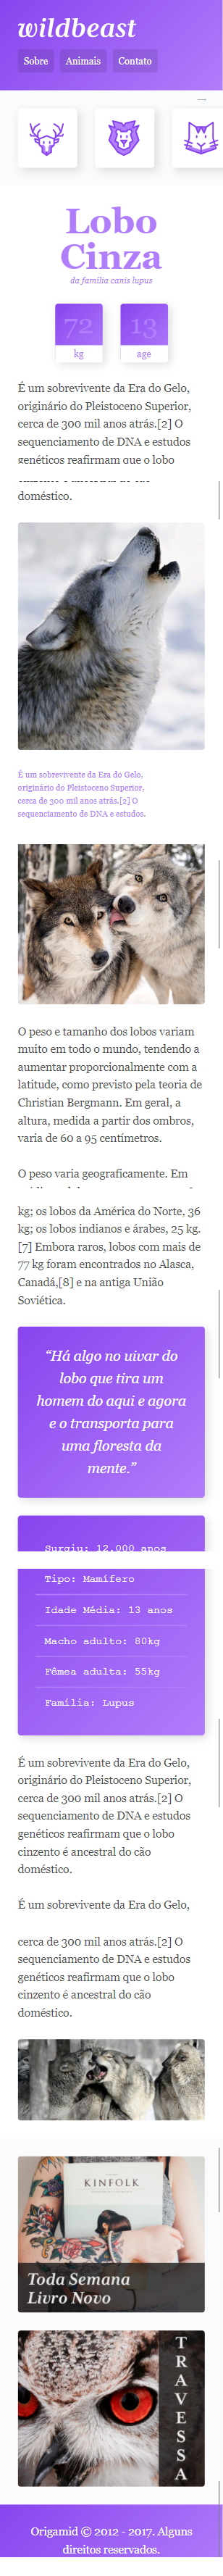 wildbeast
Sobre Animais Contato
→
Lobo
Cinza
da família canis lupus
72 13
kg age
É um sobrevivente da Era do Gelo,
originário do Pleistoceno Superior,
cerca de 300 mil anos atrás.[2] O
sequenciamento de DNA e estudos
genéticos reafirmam que o lobo
doméstico.
É um sobrevivente da Era do Gelo,
originário do Pleistoceno Superior,
cerca de 300 mil anos atrás.[2] O
sequenciamento de DNA e estudos.
O peso e tamanho dos lobos variam
muito em todo o mundo, tendendo a
aumentar proporcionalmente com a
latitude, como previsto pela teoria de
Christian Bergmann. Em geral, a
altura, medida a partir dos ombros,
varia de 60 a 95 centímetros.
O peso varia geograficamente. Em
kg; os lobos da América do Norte, 36
kg; os lobos indianos e árabes, 25 kg.
[7] Embora raros, lobos com mais de
77 kg foram encontrados no Alasca,
Canadá,[8] e na antiga União
Soviética.
“Há algo no uivar do
lobo que tira um
homem do aqui e agora
e o transporta para
uma floresta da
mente.”
Surgiu: 12.000 anos
Tipo: Mamífero
Idade Média: 13 anos
Macho adulto: 80kg
Fêmea adulta: 55kg
Família: Lupus
É um sobrevivente da Era do Gelo,
originário do Pleistoceno Superior,
cerca de 300 mil anos atrás.[2] O
sequenciamento de DNA e estudos
genéticos reafirmam que o lobo
cinzento é ancestral do cão
doméstico.
É um sobrevivente da Era do Gelo,
cerca de 300 mil anos atrás.[2] O
sequenciamento de DNA e estudos
genéticos reafirmam que o lobo
cinzento é ancestral do cão
doméstico.
KINFOLK
Toda Semana
Livro Novo
TRAVESSA
Origamid © 2012 - 2017. Alguns
direitos reservados.